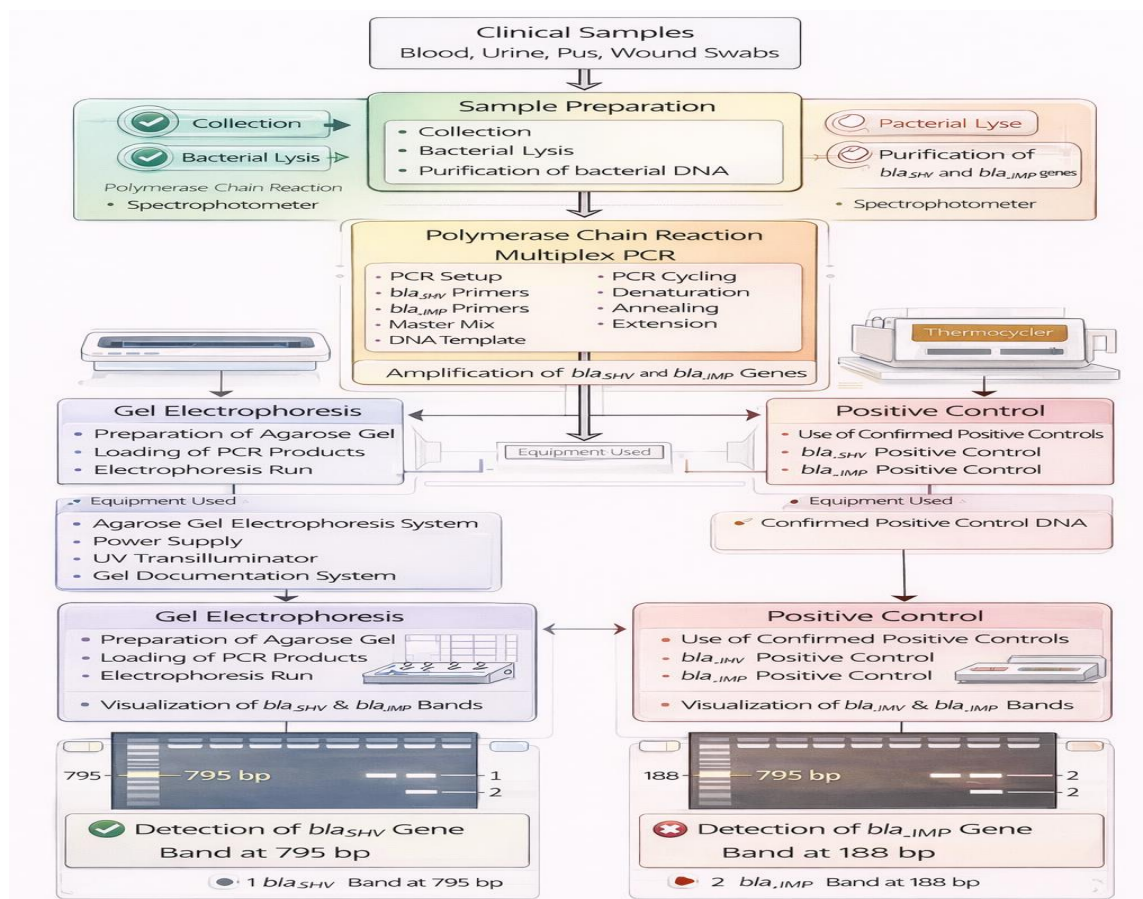 Clinical Samples
Blood, Urine, Pus, Wound Swabs
Collection
Bacterial Lysis
Polymerase Chain Reaction
• Spectrophotometer
Sample Preparation
• Collection
• Bacterial Lysis
• Purification of bacterial DNA
Pacterial Lyse
Purification of
bla SHV and bla -IMP genes
• Spectrophotometer
Polymerase Chain Reaction
Multiplex PCR
• PCR Setup
• bla SHV Primers
• bla -IMP Primers
• Master Mix
• DNA Template
• PCR Cycling
• Denaturation
• Annealing
• Extension
Amplification of bla SHV and bla -IMP Genes
Thermocycler
Gel Electrophoresis
• Preparation of Agarose Gel
• Loading of PCR Products
• Electrophoresis Run
Equipment Used
Positive Control
• Use of Confirmed Positive Controls
• bla SHV Positive Control
• bla -IMP Positive Control
Equipment Used
• Agarose Gel Electrophoresis System
• Power Supply
• UV Transilluminator
• Gel Documentation System
Equipment Used
Confirmed Positive Control DNA
Gel Electrophoresis
• Preparation of Agarose Gel
• Loading of PCR Products
• Electrophoresis Run
• Visualization of bla SHV & bla -IMP Bands
Positive Control
• Use of Confirmed Positive Controls
• bla -IHV Positive Control
• bla -IMP Positive Control
• Visualization of bla -IMV & bla -IMP Bands
795 795 bp 1
2
Detection of bla SHV Gene
Band at 795 bp
1 bla SHV Band at 795 bp
188 795 bp 2
2
Detection of bla -IMP Gene
Band at 188 bp
2 bla -IMP Band at 188 bp